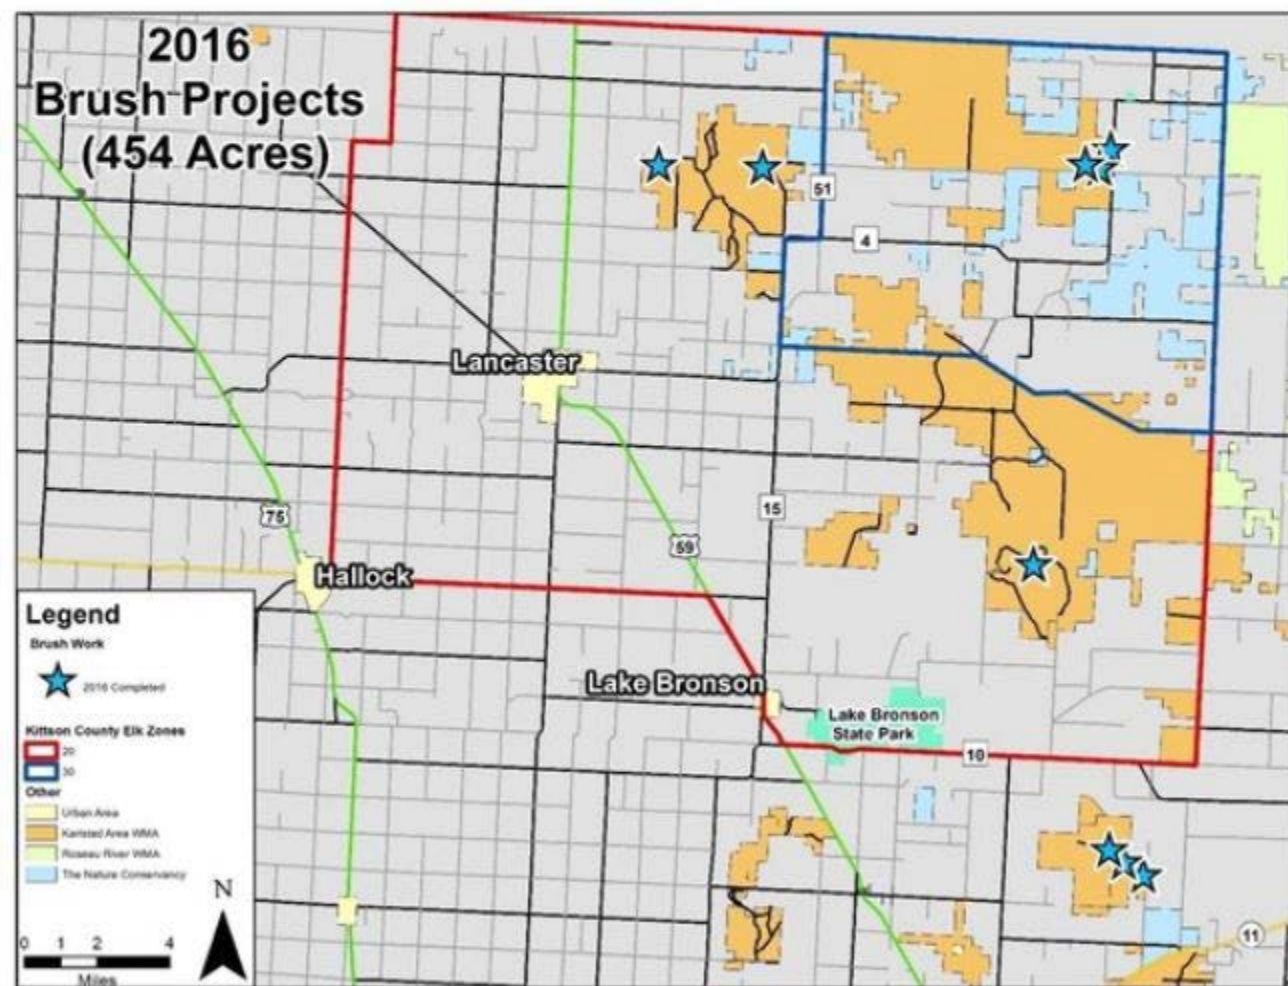 2016
Brush Projects
(454 Acres)
51
4
Lancaster
15
75
59
Hallock
Lake Bronson
Lake Bronson
State Park
10
11
Legend
Brush Work
2016 Completed
Kittson County Elk Zones
20
30
Other
Urban Area
Karlstad Area WMA
Roseau River WMA
The Nature Conservancy
N
0 1 2 4
Miles